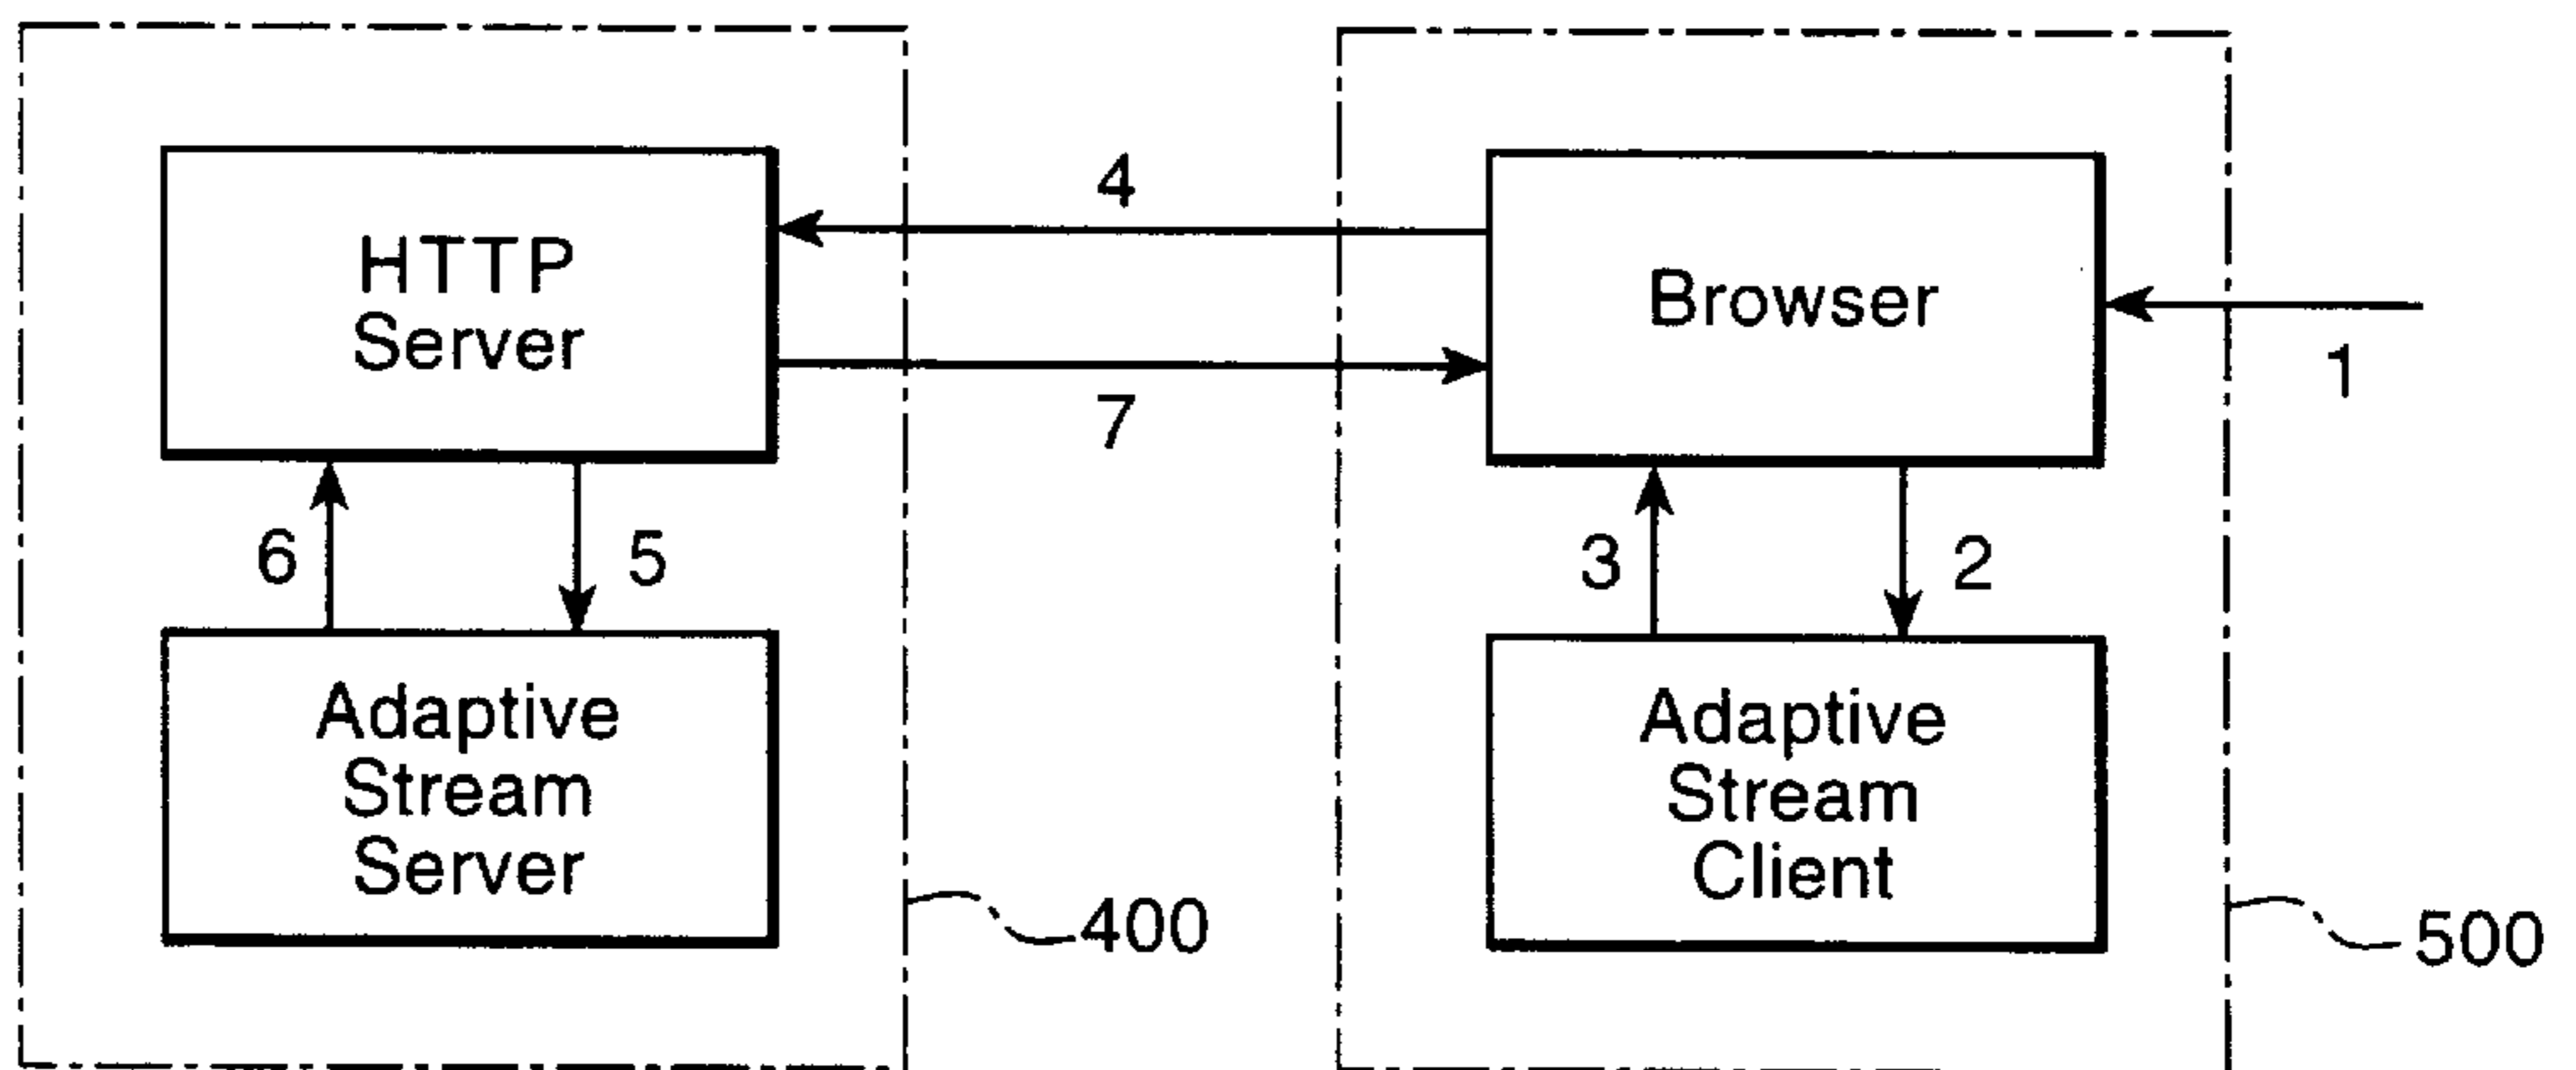 4
HTTP
Server
Browser
1
7
6
5
3
2
Adaptive
Stream
Server
Adaptive
Stream
Client
400
500